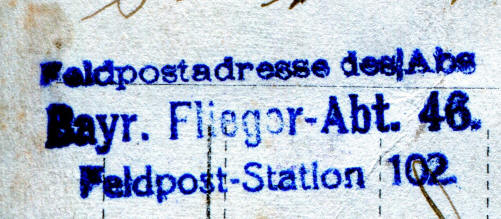 Feldpostadresse des Abs
Bayr. Flieger-Abt. 46.
Feldpost-Station 102